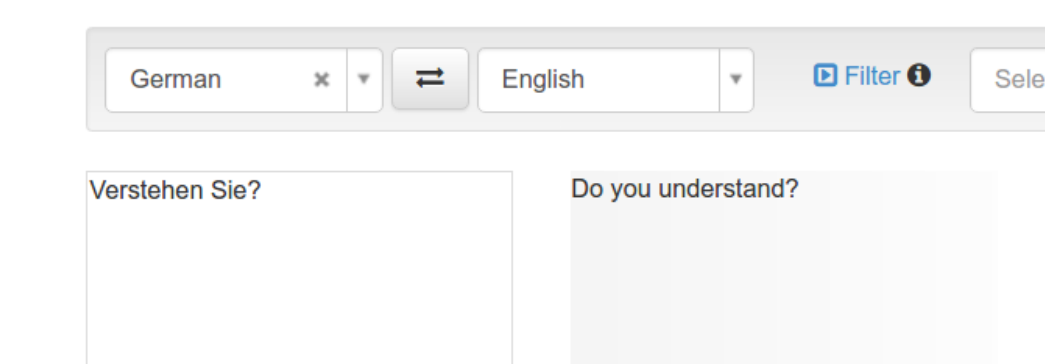 German
English
Filter
Sele
Verstehen Sie?
Do you understand?